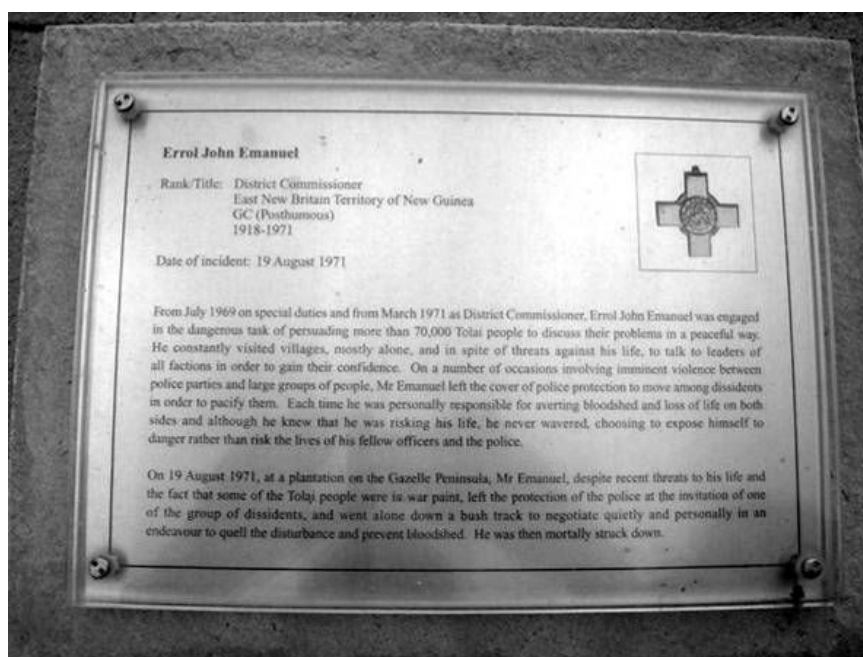 Errol John Emanuel
Rank/Title: District Commissioner
East New Britain Territory of New Guinea
GC (Posthumous)
1918-1971
Date of incident: 19 August 1971
From July 1969 on special duties and from March 1971 as District Commissioner, Errol John Emanuel was engaged
in the dangerous task of persuading more than 70,000 Tolai people to discuss their problems in a peaceful way.
He constantly visited villages, mostly alone, and in spite of threats against his life, to talk to leaders of
all factions in order to gain their confidence. On a number of occasions involving imminent violence between
police parties and large groups of people, Mr Emanuel left the cover of police protection to move among dissidents
in order to pacify them. Each time he was personally responsible for averting bloodshed and loss of life on both
sides and although he knew that he was risking his life, he never wavered, choosing to expose himself to
danger rather than risk the lives of his fellow officers and the police.
On 19 August 1971, at a plantation on the Gazelle Peninsula, Mr Emanuel, despite recent threats to his life and
the fact that some of the Tolai people were in war paint, left the protection of the police at the invitation of one
of the group of dissidents, and went alone down a bush track to negotiate quietly and personally in an
endeavour to quell the disturbance and prevent bloodshed. He was then mortally struck down.